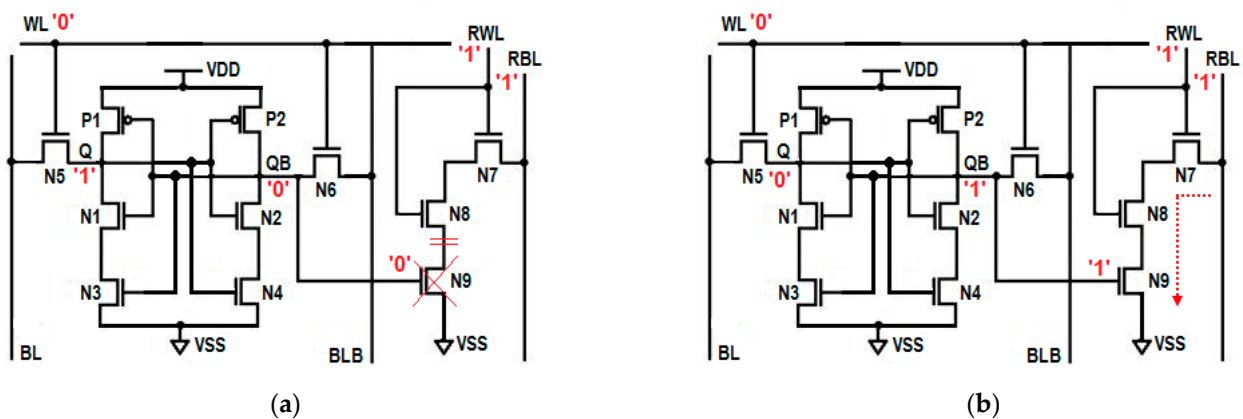 WL '0'
RWL
'1'
RBL
'1'
VDD
P1
P2
Q
QB
N5
'1'
'0'
N6
N7
N1
N2
N8
'0'
N9
N3
N4
VSS
VSS
BL
BLB
(a)
WL '0'
RWL
'1'
RBL
'1'
VDD
P1
P2
Q
QB
N5
'0'
'1'
N6
N7
N1
N2
N8
'1'
N9
N3
N4
VSS
VSS
BL
BLB
(b)